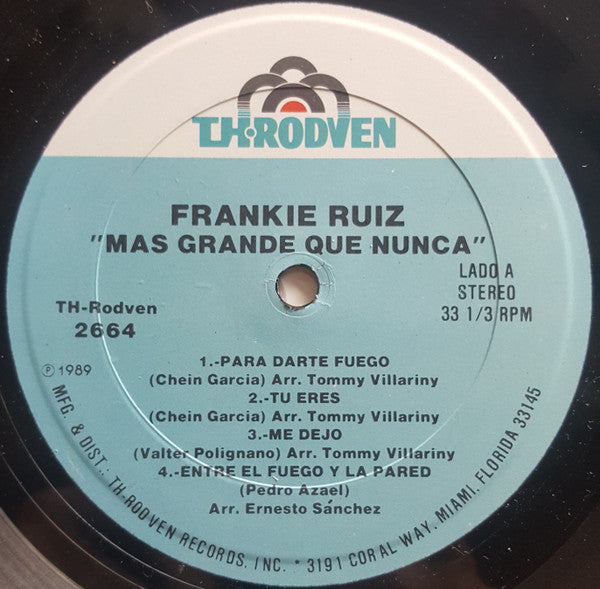 TH·RODVEN
FRANKIE RUIZ
"MAS GRANDE QUE NUNCA"
LADO A
STEREO
33 1/3 RPM
TH-Rodven
2664
℗ 1989
1.-PARA DARTE FUEGO
(Chein Garcia) Arr. Tommy Villariny
2.-TU ERES
(Chein Garcia) Arr. Tommy Villariny
3.-ME DEJO
(Valter Polignano) Arr. Tommy Villariny
4.-ENTRE EL FUEGO Y LA PARED
(Pedro Azael)
Arr. Ernesto Sánchez
MFG. & DIST.: TH-RODVEN RECORDS, INC. * 3191 CORAL WAY, MIAMI, FLORIDA 33145